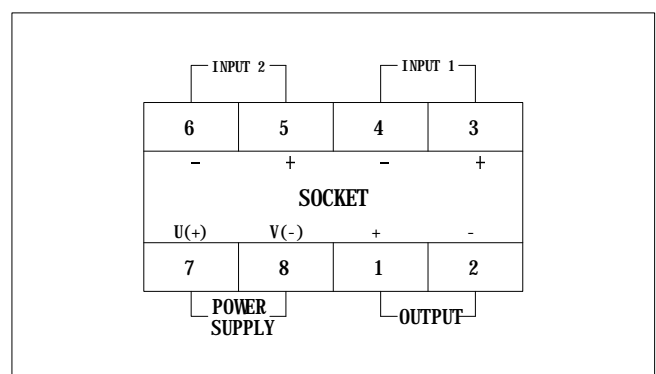 INPUT 2 INPUT 1
6 5 4 3
- + - +
SOCKET
U(+) V(-) + -
7 8 1 2
POWER SUPPLY OUTPUT